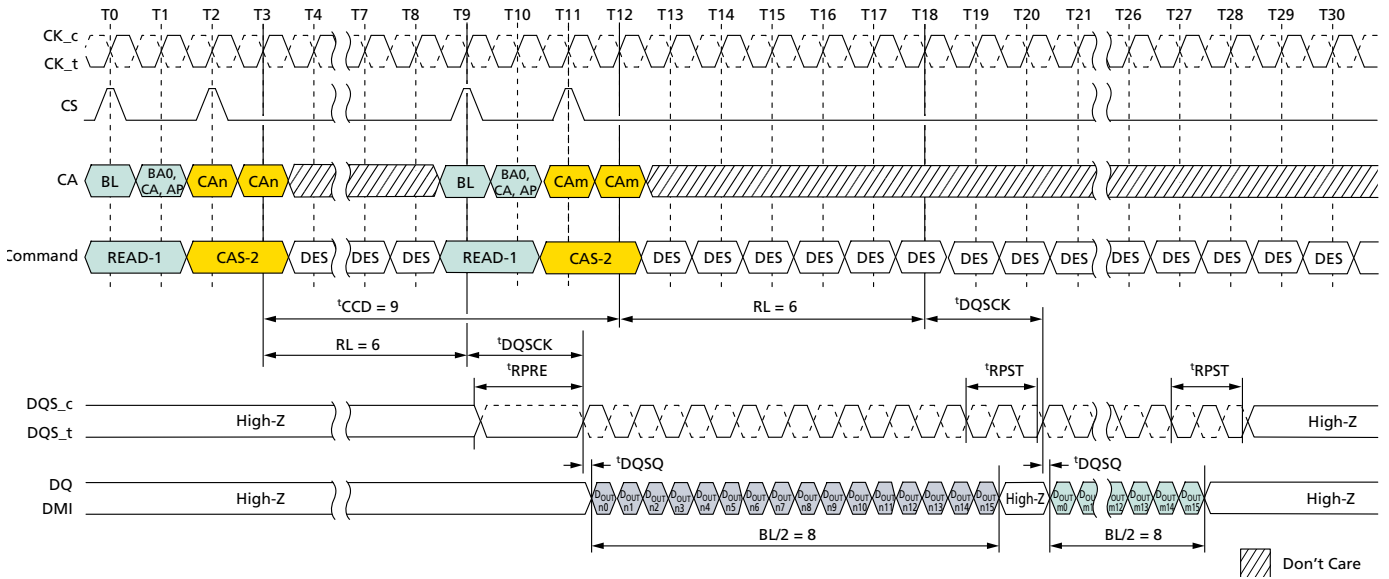 T0 T1 T2 T3 T4 T7 T8 T9 T10 T11 T12 T13 T14 T15 T16 T17 T18 T19 T20 T21 T26 T27 T28 T29 T30
CK_c
CK_t
CS
CA BL BA0, CA, AP CAn CAn BL BA0, CA, AP CAm CAm
Command READ-1 CAS-2 DES DES DES READ-1 CAS-2 DES DES DES DES DES DES DES DES DES DES DES DES DES DES
tCCD = 9 RL = 6 tDQSCK
RL = 6 tDQSCK
tRPRE tRPST tRPST
DQS_c
DQS_t High-Z High-Z
tDQSQ tDQSQ
DQ
DMI High-Z DOUT n0 DOUT n1 DOUT n2 DOUT n3 DOUT n4 DOUT n5 DOUT n6 DOUT n7 DOUT n8 DOUT n9 DOUT n10 DOUT n11 DOUT n12 DOUT n13 DOUT n14 DOUT n15 High-Z DOUT m0 DOUT m1 DOUT m12 DOUT m13 DOUT m14 DOUT m15 High-Z
BL/2 = 8 BL/2 = 8
Don't Care